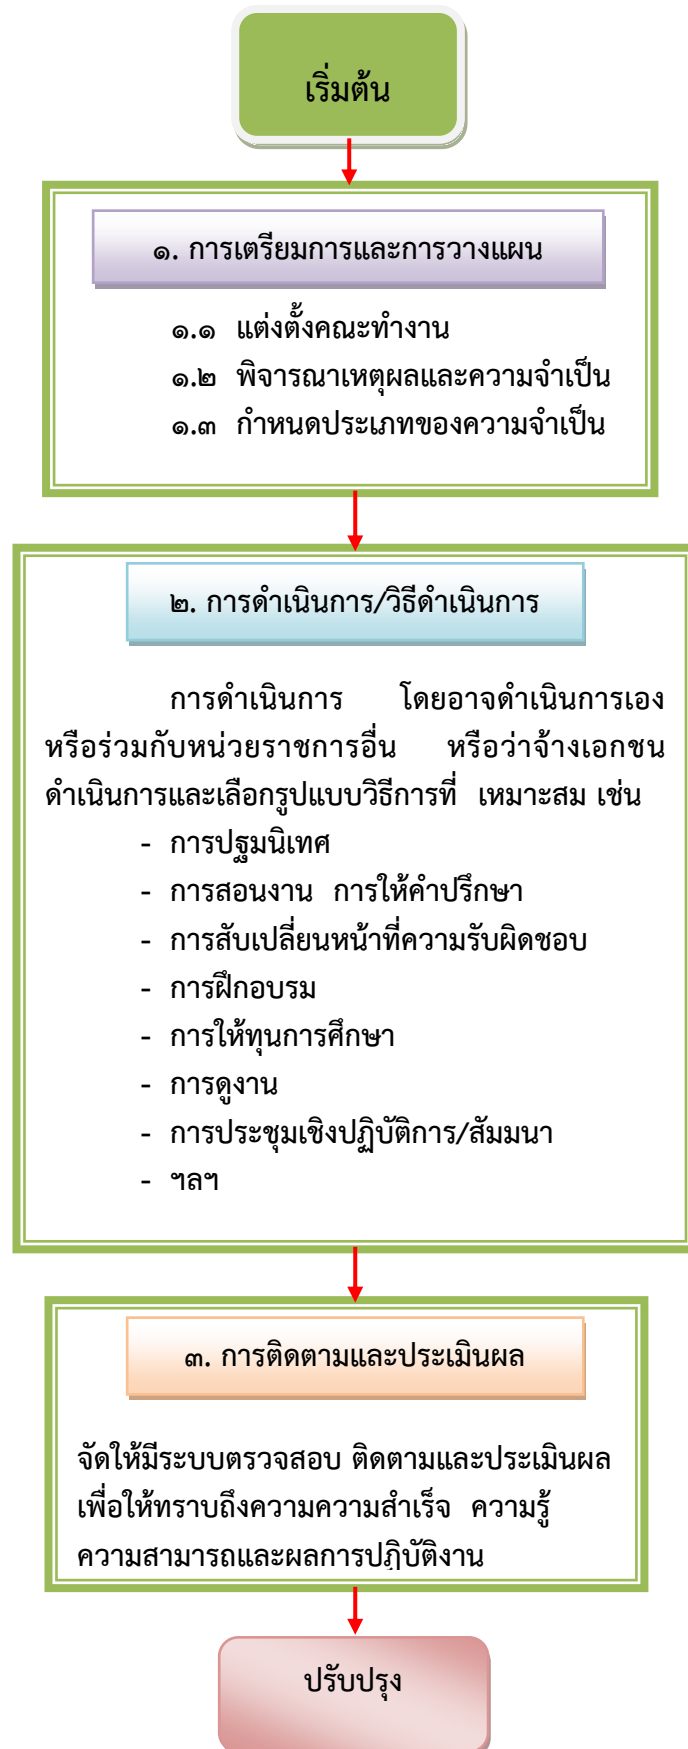 เริ่มต้น
๑. การเตรียมการและการวางแผน
๑.๑ แต่งตั้งคณะทำงาน
๑.๒ พิจารณาเหตุผลและความจำเป็น
๑.๓ กำหนดประเภทของความจำเป็น
๒. การดำเนินการ/วิธีดำเนินการ
การดำเนินการ โดยอาจดำเนินการเอง
หรือร่วมกับหน่วยราชการอื่น หรือว่าจ้างเอกชน
ดำเนินการและเลือกรูปแบบวิธีการที่ เหมาะสม เช่น
- การปฐมนิเทศ
- การสอนงาน การให้คำปรึกษา
- การสับเปลี่ยนหน้าที่ความรับผิดชอบ
- การฝึกอบรม
- การให้ทุนการศึกษา
- การดูงาน
- การประชุมเชิงปฏิบัติการ/สัมมนา
- ฯลฯ
๓. การติดตามและประเมินผล
จัดให้มีระบบตรวจสอบ ติดตามและประเมินผล
เพื่อให้ทราบถึงความความสำเร็จ ความรู้
ความสามารถและผลการปฏิบัติงาน
ปรับปรุง